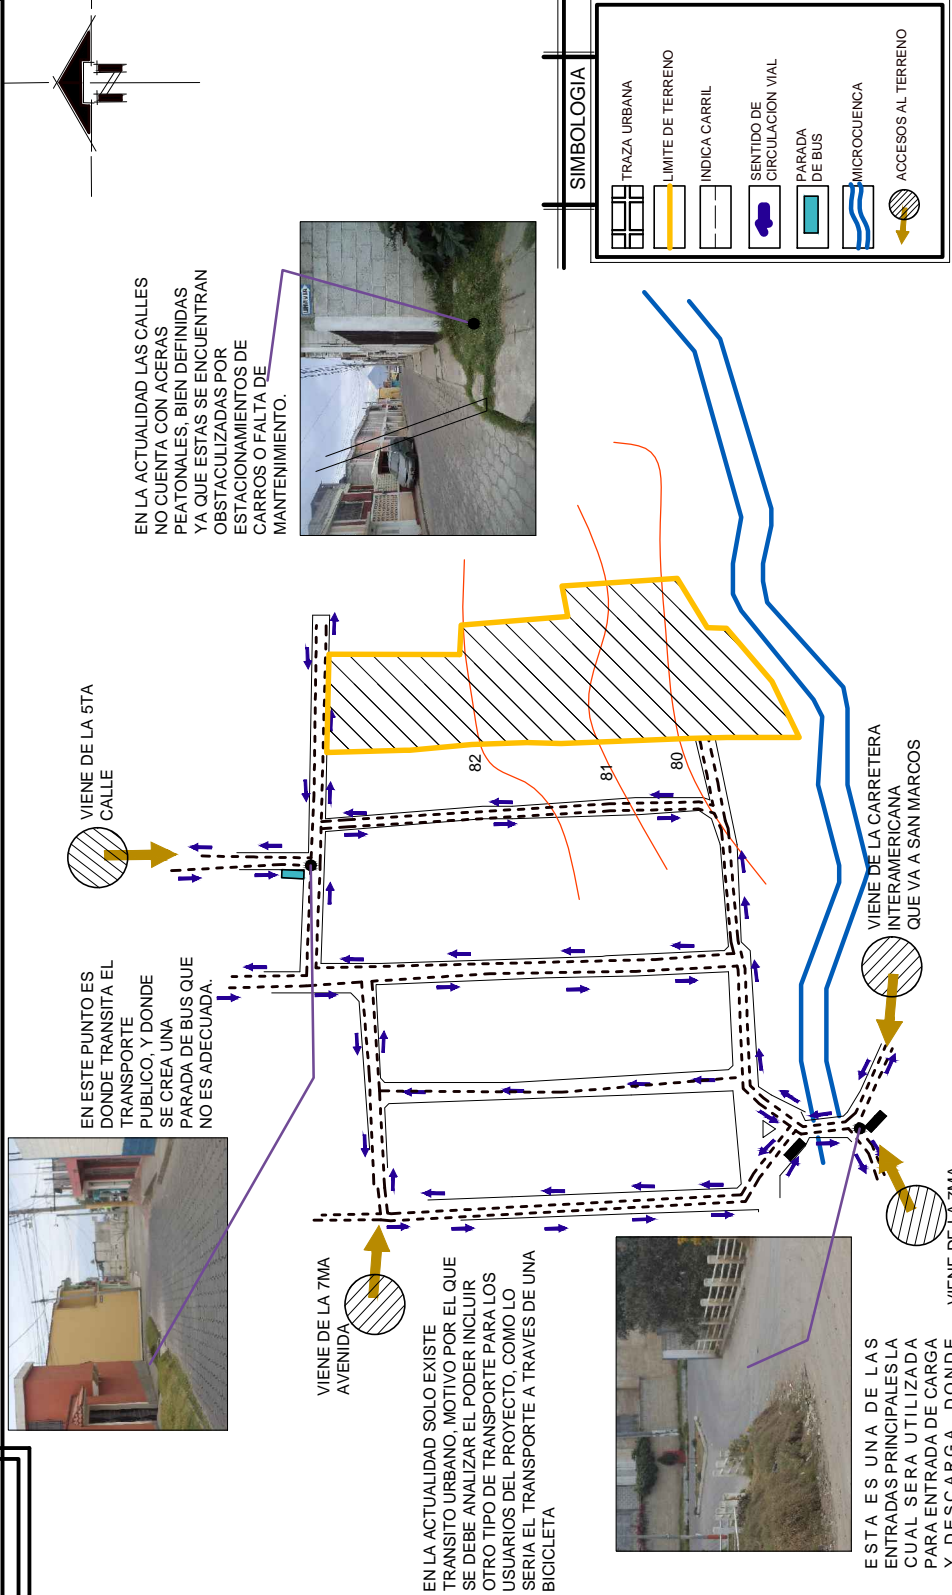 EN LA ACTUALIDAD LAS CALLES
NO CUENTA CON ACERAS
PEATONALES, BIEN DEFINIDAS
YA QUE ESTAS SE ENCUENTRAN
OBSTACULIZADAS POR
ESTACIONAMIENTOS DE
CARROS O FALTA DE
MANTENIMIENTO.
SIMBOLOGIA
TRAZA URBANA
LIMITE DE TERRENO
INDICA CARRIL
SENTIDO DE
CIRCULACION VIAL
PARADA
DE BUS
MICROCUENCA
ACCESOS AL TERRENO
VIENE DE LA 5TA
CALLE
EN ESTE PUNTO ES
DONDE TRANSITA EL
TRANSPORTE
PUBLICO, Y DONDE
SE CREA UNA
PARADA DE BUS QUE
NO ES ADECUADA.
82
81
80
VIENE DE LA CARRETERA
INTERAMERICANA
QUE VA A SAN MARCOS
VIENE DE LA 7MA
AVENIDA
EN LA ACTUALIDAD SOLO EXISTE
TRANSITO URBANO, MOTIVO POR EL QUE
SE DEBE ANALIZAR EL PODER INCLUIR
OTRO TIPO DE TRANSPORTE PARA LOS
USUARIOS DEL PROYECTO, COMO LO
SERIA EL TRANSPORTE A TRAVES DE UNA
BICICLETA
ESTA ES UNA DE LAS
ENTRADAS PRINCIPALES LA
CUAL SERA UTILIZADA
PARA ENTRADA DE CARGA
Y DESCARGA DONDE
VIENE DE LA 7MA